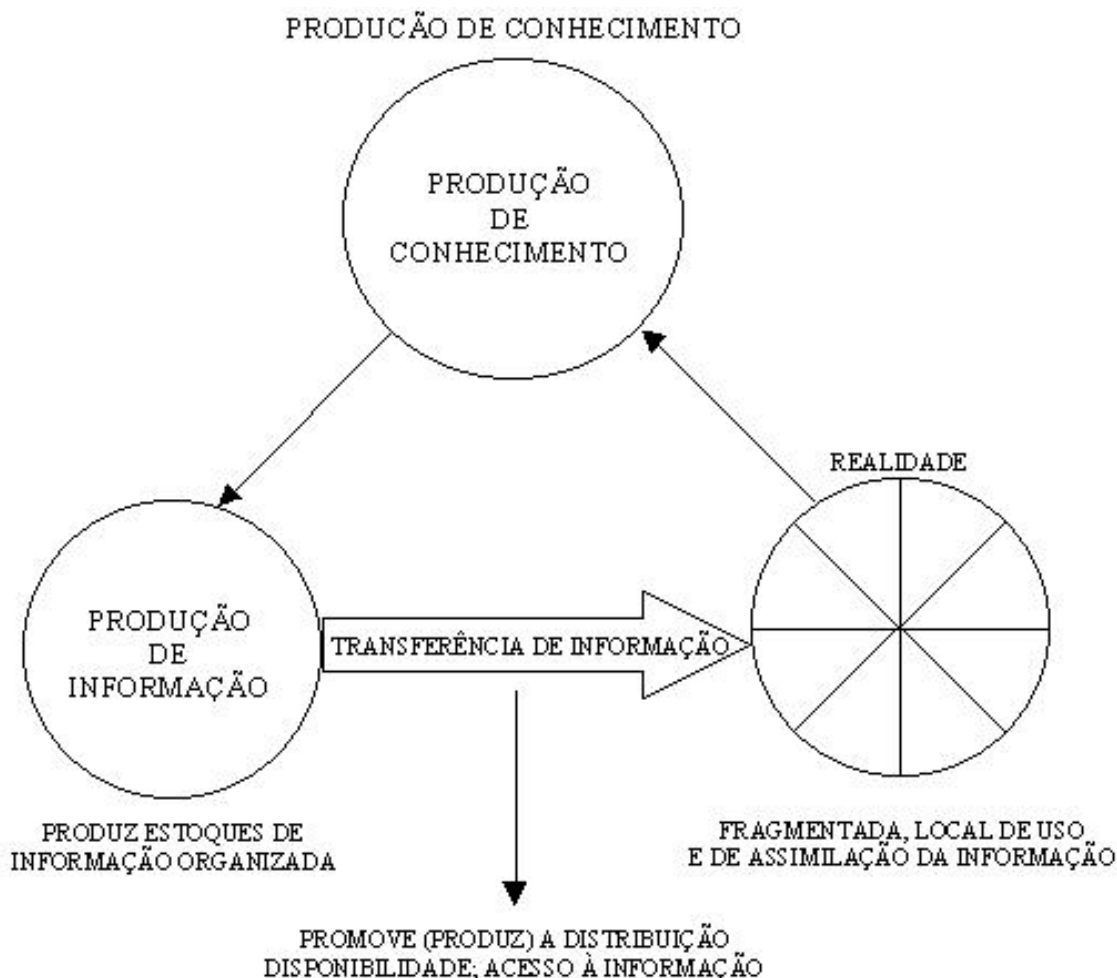 PRODUCÃO DE CONHECIMENTO
PRODUÇÃO
DE
CONHECIMENTO
REALIDADE
PRODUÇÃO
DE
INFORMAÇÃO
TRANSFERÊNCIA DE INFORMAÇÃO
PRODUZ ESTOQUES DE
INFORMAÇÃO ORGANIZADA
FRAGMENTADA, LOCAL DE USO
E DE ASSIMILAÇÃO DA INFORMAÇÃO
PROMOVE (PRODUZ) A DISTRIBUIÇÃO
DISPONIBILIDADE; ACESSO À INFORMAÇÃO